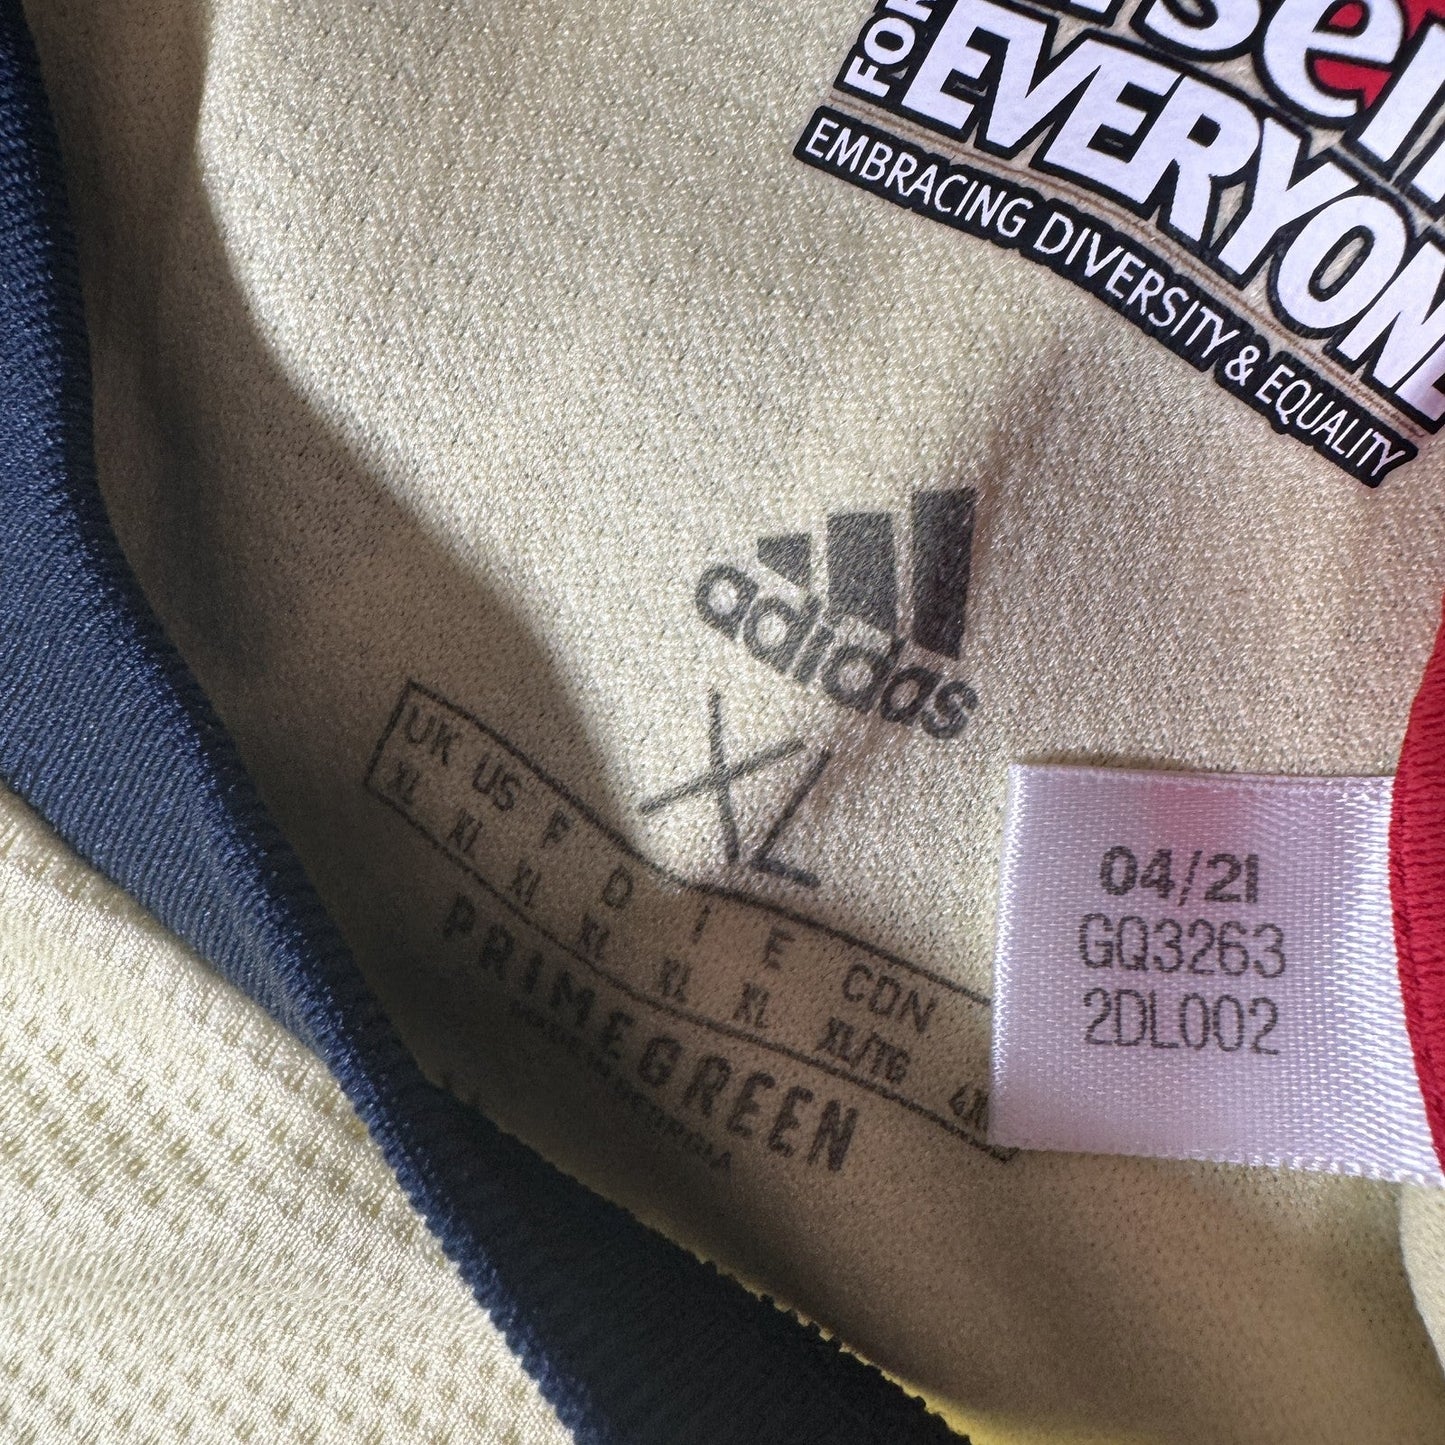 FOR
EVERYONE
EMBRACING DIVERSITY & EQUALITY
adidas
XL
UK US F D I E CDN
XL XL XL XL XL XL XL/TG
PRIMEGREEN
04/21
GQ3263
2DL002